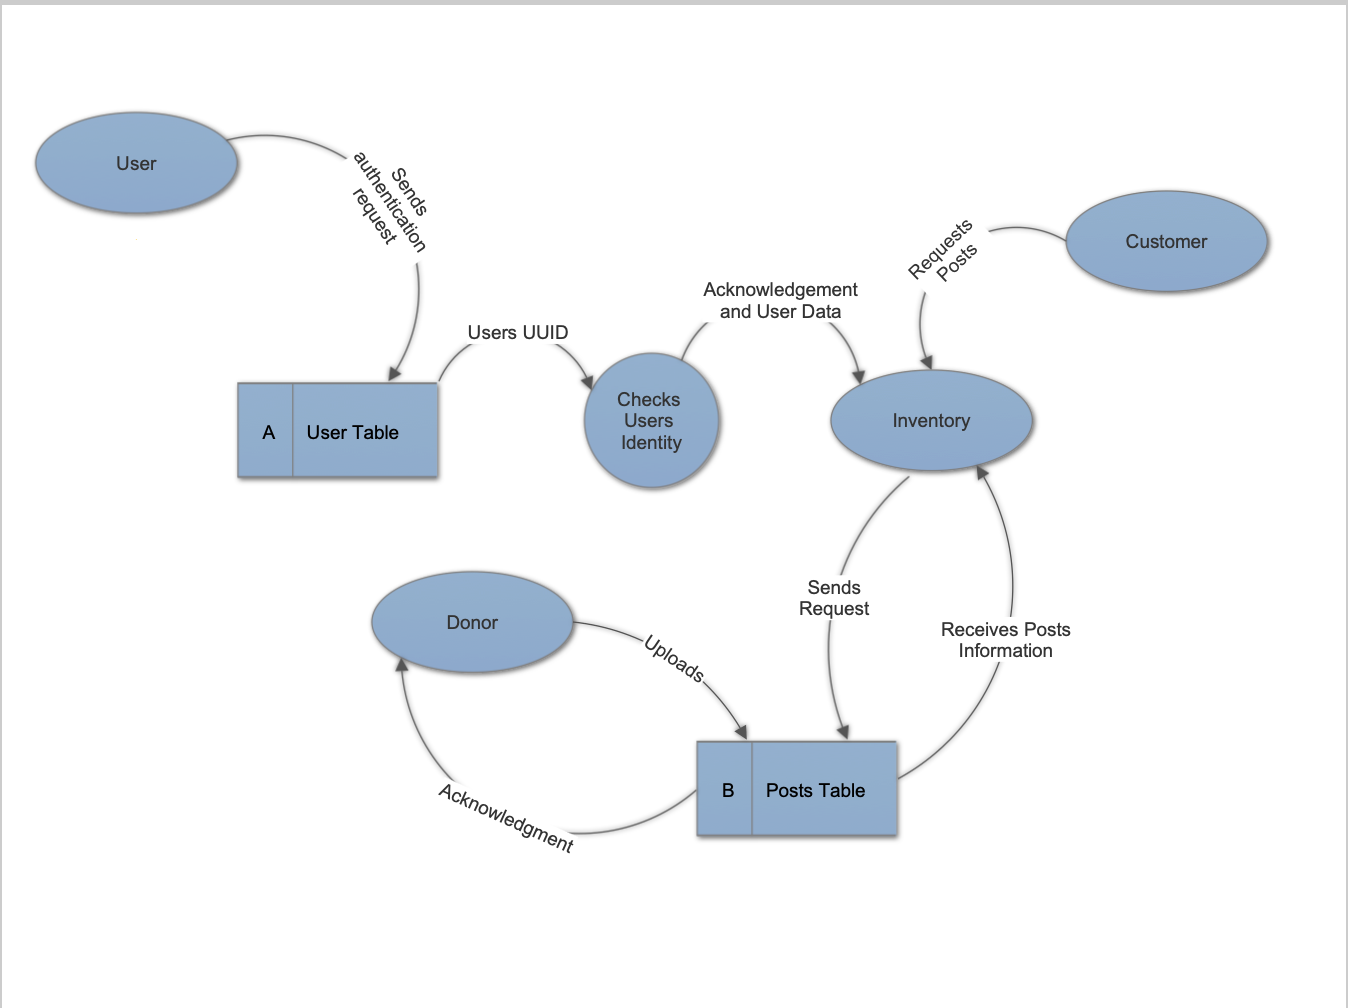 User
Sends
authentication
request
Customer
Requests
Posts
Acknowledgement
and User Data
Users UUID
A
User Table
Checks
Users
Identity
Inventory
Sends
Request
Receives Posts
Information
Donor
Uploads
B
Posts Table
Acknowledgment